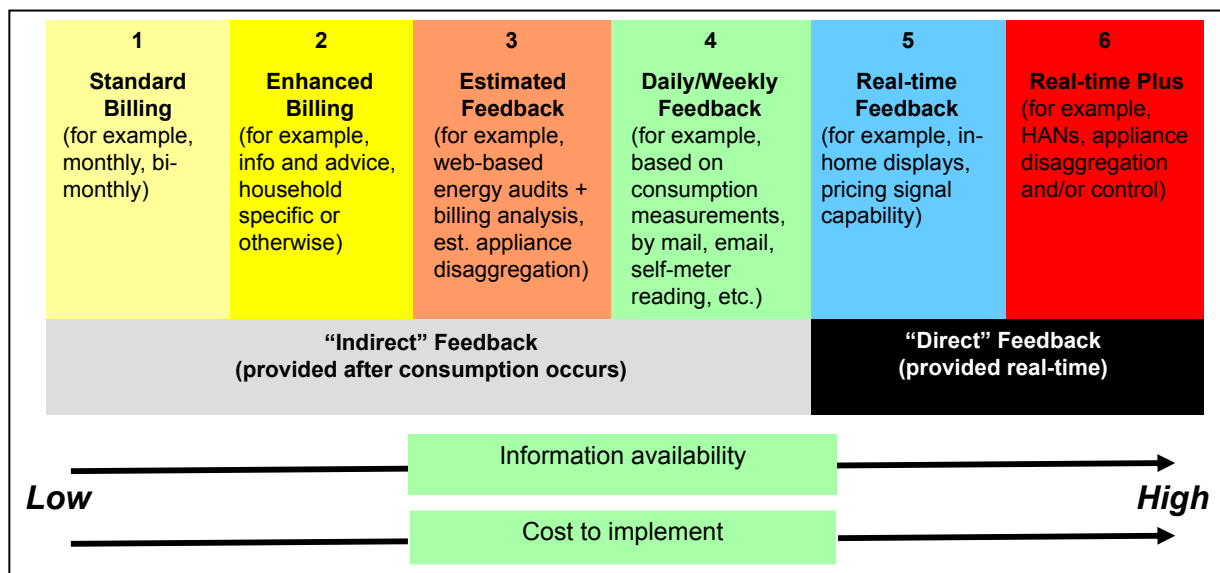 1
Standard
Billing
(for example,
monthly, bi-
monthly)
2
Enhanced
Billing
(for example,
info and advice,
household
specific or
otherwise)
3
Estimated
Feedback
(for example,
web-based
energy audits +
billing analysis,
est. appliance
disaggregation)
4
Daily/Weekly
Feedback
(for example,
based on
consumption
measurements,
by mail, email,
self-meter
reading, etc.)
5
Real-time
Feedback
(for example, in-
home displays,
pricing signal
capability)
6
Real-time Plus
(for example,
HANs, appliance
disaggregation
and/or control)
“Indirect” Feedback
(provided after consumption occurs)
“Direct” Feedback
(provided real-time)
Information availability
Low
High
Cost to implement